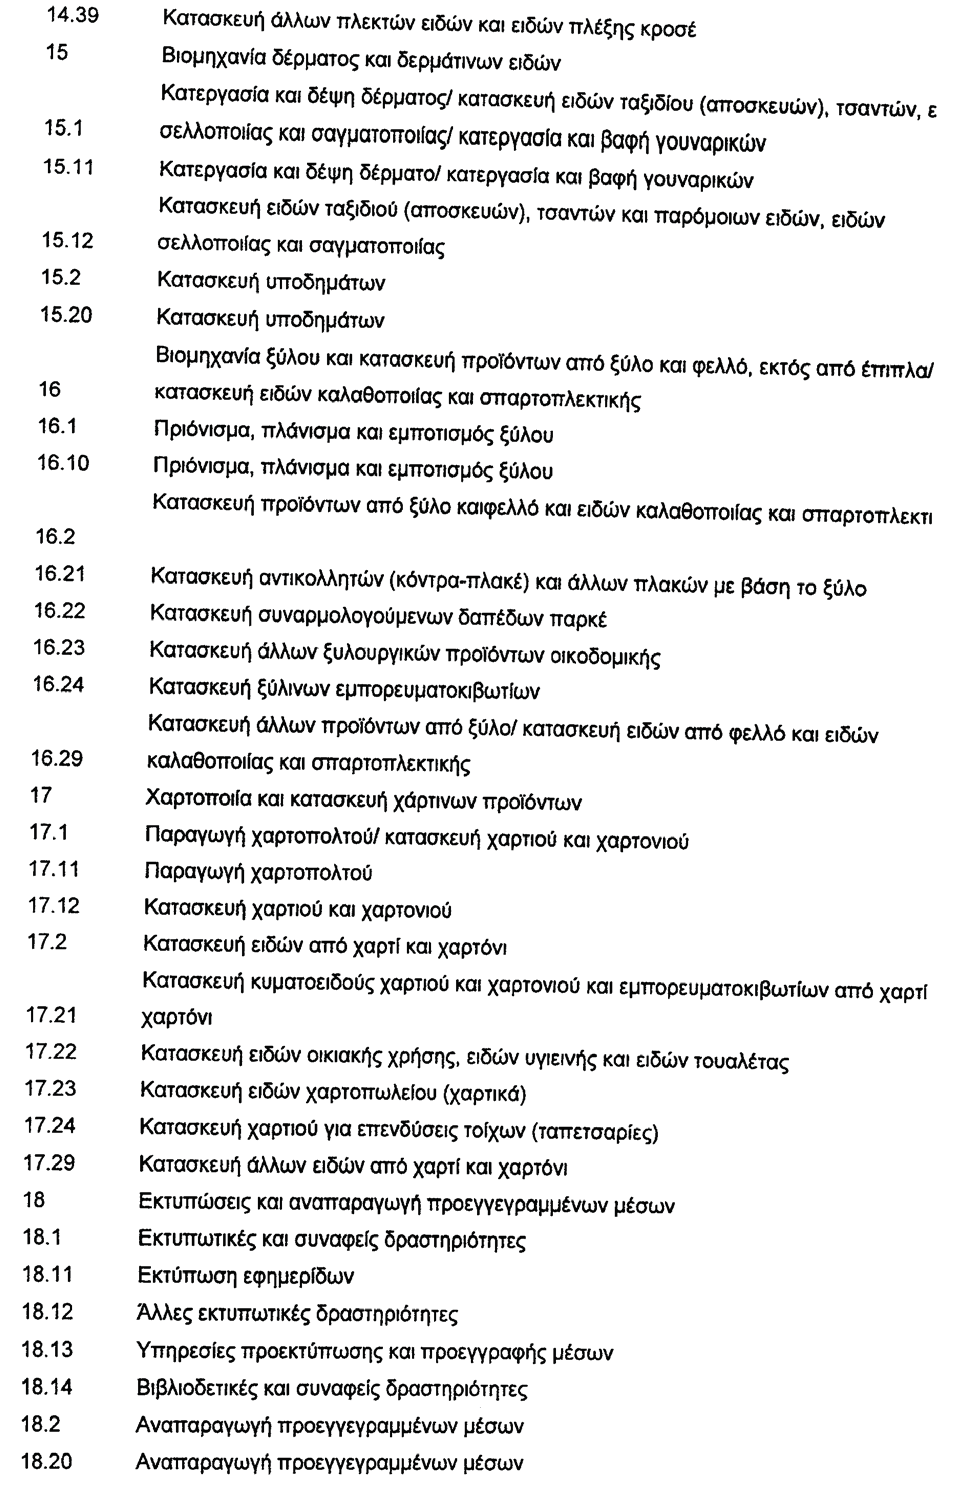 14.39 Κατασκευή άλλων πλεκτών ειδών και ειδών πλέξης κροσέ
15 Βιομηχανία δέρματος και δερμάτινων ειδών
Κατεργασία και δέψη δέρματος/ κατασκευή ειδών ταξιδίου (αποσκευών), τσαντών, ε
15.1 σελλοποιίας και σαγματοποιίας/ κατεργασία και βαφή γουναρικών
15.11 Κατεργασία και δέψη δέρματο/ κατεργασία και βαφή γουναρικών
Κατασκευή ειδών ταξιδιού (αποσκευών), τσαντών και παρόμοιων ειδών, ειδών
15.12 σελλοποιίας και σαγματοποιίας
15.2 Κατασκευή υποδημάτων
15.20 Κατασκευή υποδημάτων
Βιομηχανία ξύλου και κατασκευή προϊόντων από ξύλο και φελλό, εκτός από έπιπλα/
16 κατασκευή ειδών καλαθοποιίας και σπαρτοπλεκτικής
16.1 Πριόνισμα, πλάνισμα και εμποτισμός ξύλου
16.10 Πριόνισμα, πλάνισμα και εμποτισμός ξύλου
Κατασκευή προϊόντων από ξύλο καιφελλό και ειδών καλαθοποιίας και σπαρτοπλεκτι
16.2
16.21 Κατασκευή αντικολλητών (κόντρα-πλακέ) και άλλων πλακών με βάση το ξύλο
16.22 Κατασκευή συναρμολογούμενων δαπέδων παρκέ
16.23 Κατασκευή άλλων ξυλουργικών προϊόντων οικοδομικής
16.24 Κατασκευή ξύλινων εμπορευματοκιβωτίων
Κατασκευή άλλων προϊόντων από ξύλο/ κατασκευή ειδών από φελλό και ειδών
16.29 καλαθοποιίας και σπαρτοπλεκτικής
17 Χαρτοποιία και κατασκευή χάρτινων προϊόντων
17.1 Παραγωγή χαρτοπολτού/ κατασκευή χαρτιού και χαρτονιού
17.11 Παραγωγή χαρτοπολτού
17.12 Κατασκευή χαρτιού και χαρτονιού
17.2 Κατασκευή ειδών από χαρτί και χαρτόνι
Κατασκευή κυματοειδούς χαρτιού και χαρτονιού και εμπορευματοκιβωτίων από χαρτί
17.21 χαρτόνι
17.22 Κατασκευή ειδών οικιακής χρήσης, ειδών υγιεινής και ειδών τουαλέτας
17.23 Κατασκευή ειδών χαρτοπωλείου (χαρτικά)
17.24 Κατασκευή χαρτιού για επενδύσεις τοίχων (ταπετσαρίες)
17.29 Κατασκευή άλλων ειδών από χαρτί και χαρτόνι
18 Εκτυπώσεις και αναπαραγωγή προεγγεγραμμένων μέσων
18.1 Εκτυπωτικές και συναφείς δραστηριότητες
18.11 Εκτύπωση εφημερίδων
18.12 Άλλες εκτυπωτικές δραστηριότητες
18.13 Υπηρεσίες προεκτύπωσης και προεγγραφής μέσων
18.14 Βιβλιοδετικές και συναφείς δραστηριότητες
18.2 Αναπαραγωγή προεγγεγραμμένων μέσων
18.20 Αναπαραγωγή προεγγεγραμμένων μέσων